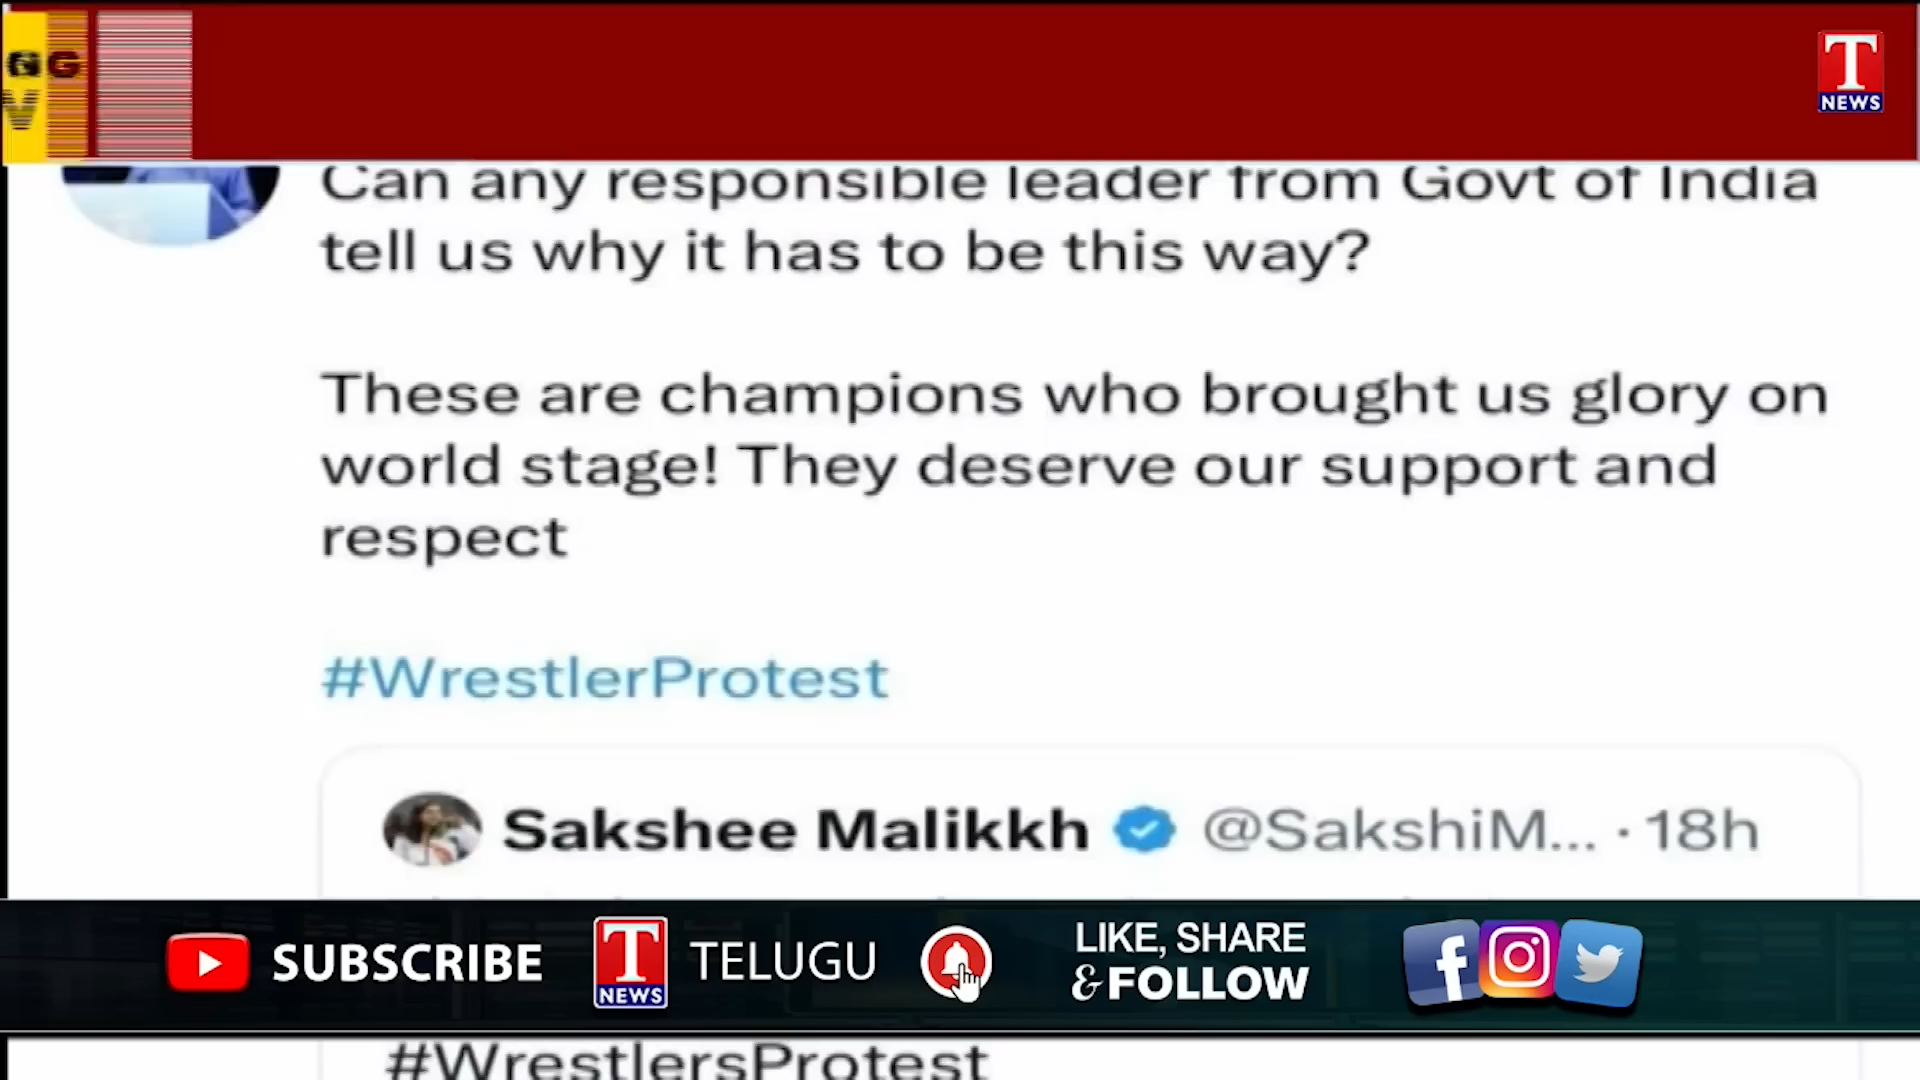 T
NEWS
Can any responsible leader from Govt of India
tell us why it has to be this way?
These are champions who brought us glory on
world stage! They deserve our support and
respect
#WrestlerProtest
Sakshee Malikkh @SakshiM... · 18h
SUBSCRIBE
T
NEWS
TELUGU
LIKE, SHARE
& FOLLOW
#WrestlersProtest